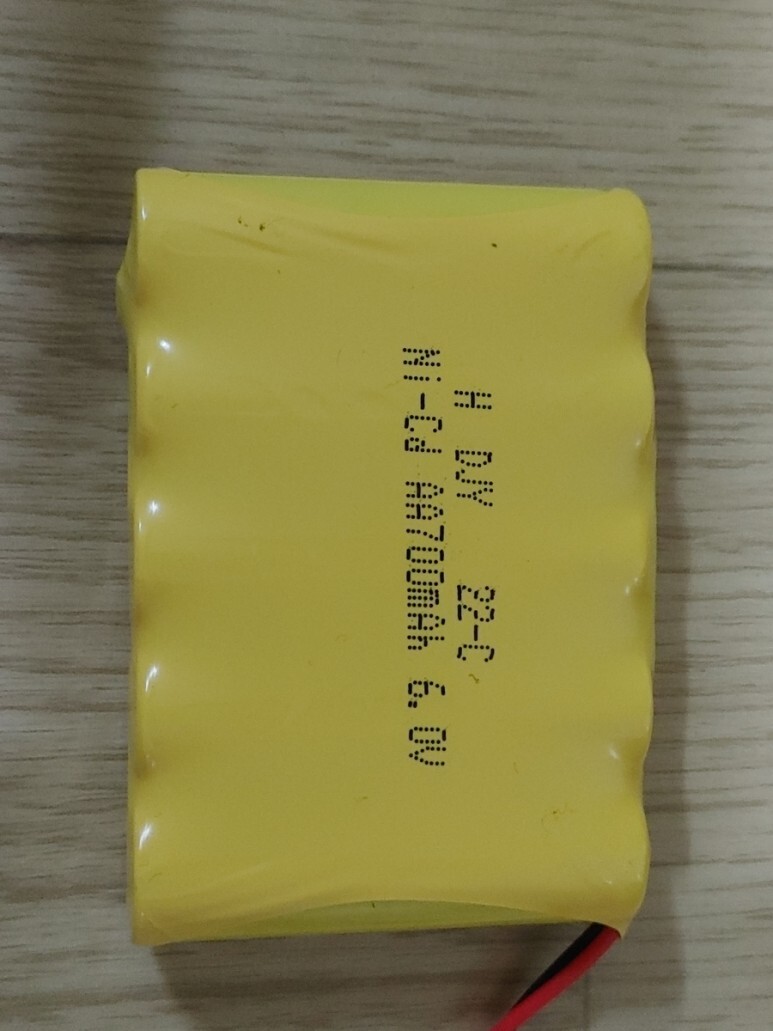 H DJY 22-C
Ni-Cd AA700mAh 6.0V